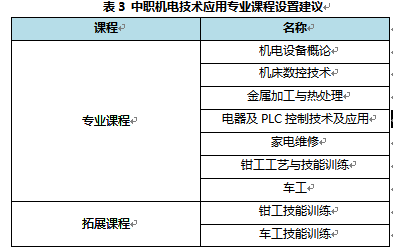 表 3 中职机电技术应用专业课程设置建议
课程 名称
专业课程
机电设备概论
机床数控技术
金属加工与热处理
电器及 PLC 控制技术及应用
家电维修
钳工工艺与技能训练
车工
拓展课程
钳工技能训练
车工技能训练